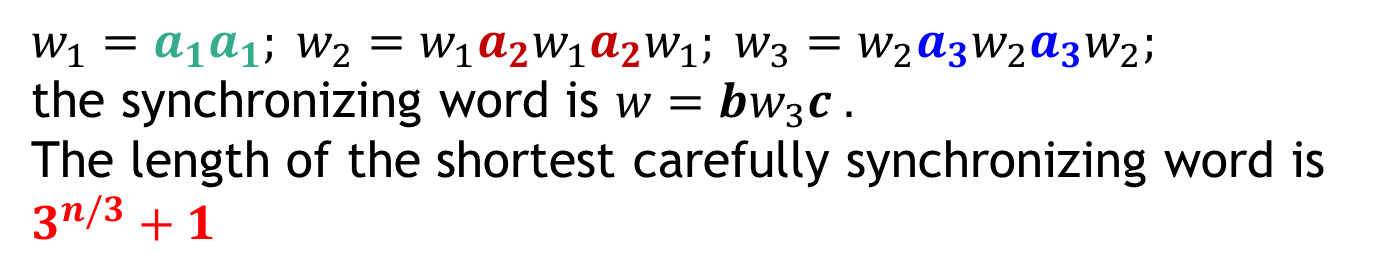 w₁ = a₁a₁; w₂ = w₁a₂w₁a₂w₁; w₃ = w₂a₃w₂a₃w₂;
the synchronizing word is w = bw₃c .
The length of the shortest carefully synchronizing word is
3^{n/3} + 1